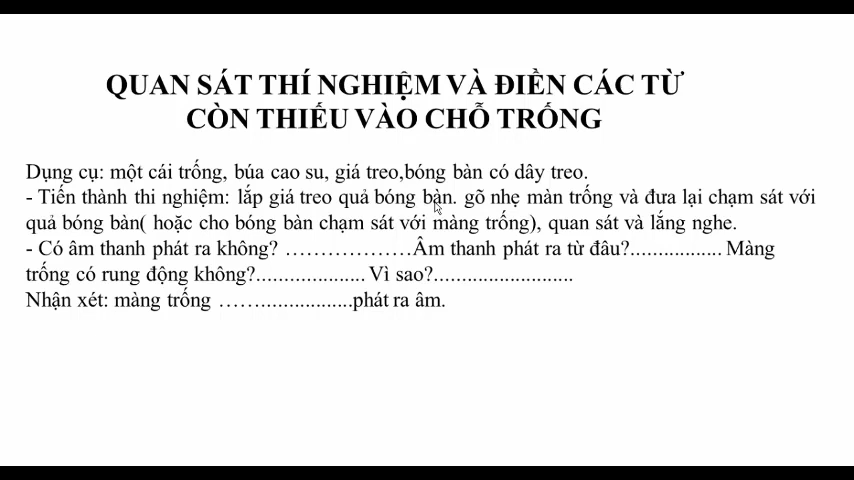 QUAN SÁT THÍ NGHIỆM VÀ ĐIỀN CÁC TỪ
CÒN THIẾU VÀO CHỖ TRỐNG
Dụng cụ: một cái trống, búa cao su, giá treo,bóng bàn có dây treo.
- Tiến thành thi nghiệm: lắp giá treo quả bóng bàn. gõ nhẹ màn trống và đưa lại chạm sát với
quả bóng bàn( hoặc cho bóng bàn chạm sát với màng trống), quan sát và lắng nghe.
- Có âm thanh phát ra không? ………………Âm thanh phát ra từ đâu?................. Màng
trống có rung động không?.................... Vì sao?..........................
Nhận xét: màng trống ……..................phát ra âm.